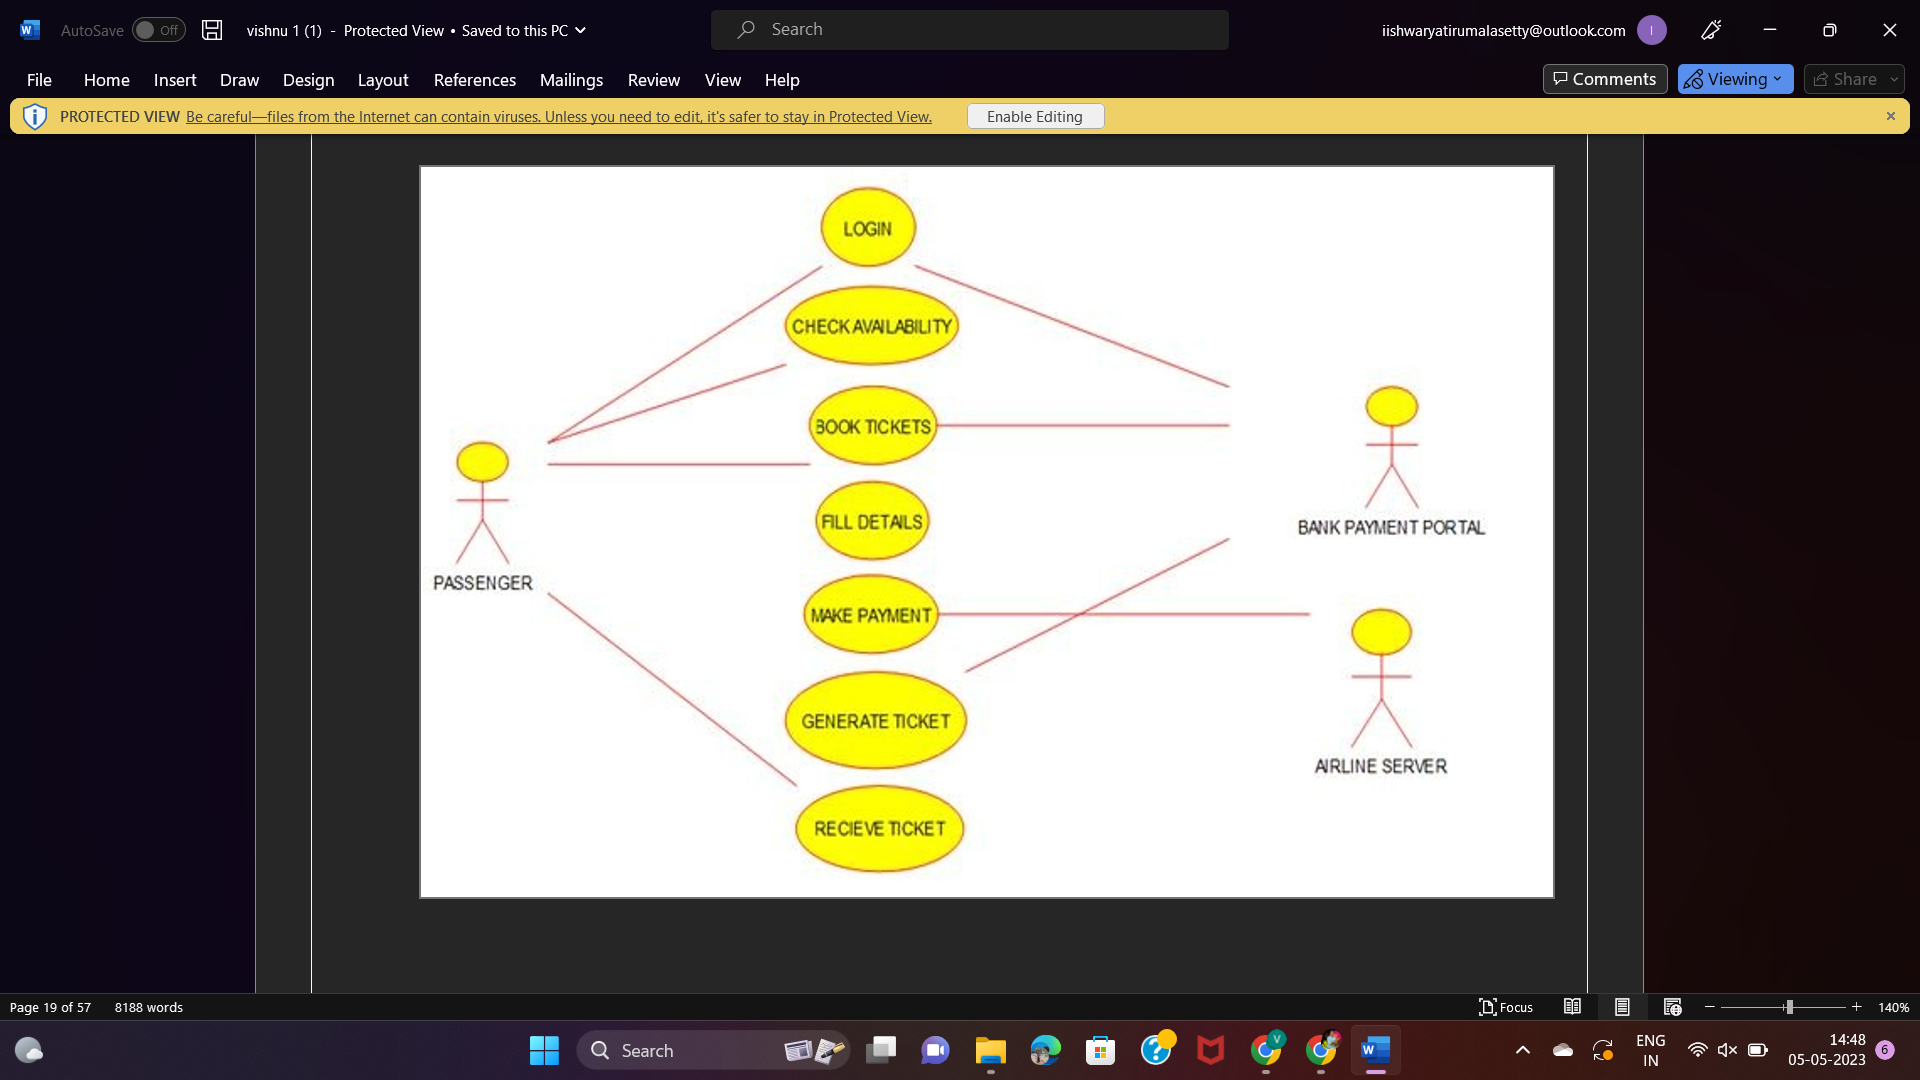 AutoSave Off vishnu 1 (1) - Protected View • Saved to this PC Search iishwaryatirumalasetty@outlook.com I
File Home Insert Draw Design Layout References Mailings Review View Help Comments Viewing Share
PROTECTED VIEW Be careful—files from the Internet can contain viruses. Unless you need to edit, it's safer to stay in Protected View. Enable Editing
LOGIN
CHECK AVAILABILITY
BOOK TICKETS
FILL DETAILS
BANK PAYMENT PORTAL
PASSENGER
MAKE PAYMENT
GENERATE TICKET
AIRLINE SERVER
RECIEVE TICKET
Page 19 of 57 8188 words Focus 140%
Search V ENG 14:48 6
IN 05-05-2023